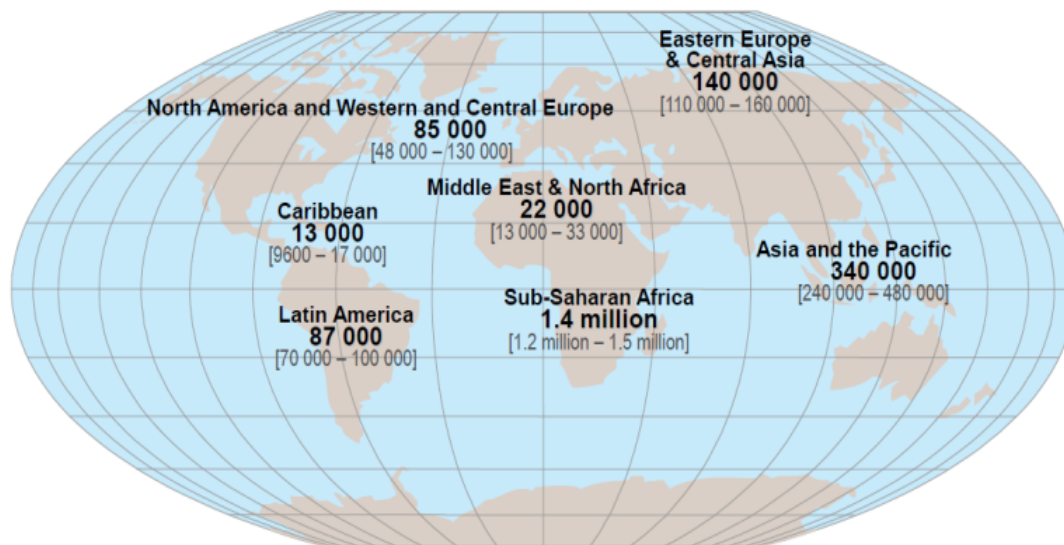 Eastern Europe
& Central Asia
140 000
[110 000 – 160 000]
North America and Western and Central Europe
85 000
[48 000 – 130 000]
Middle East & North Africa
22 000
[13 000 – 33 000]
Caribbean
13 000
[9600 – 17 000]
Asia and the Pacific
340 000
[240 000 – 480 000]
Sub-Saharan Africa
1.4 million
[1.2 million – 1.5 million]
Latin America
87 000
[70 000 – 100 000]